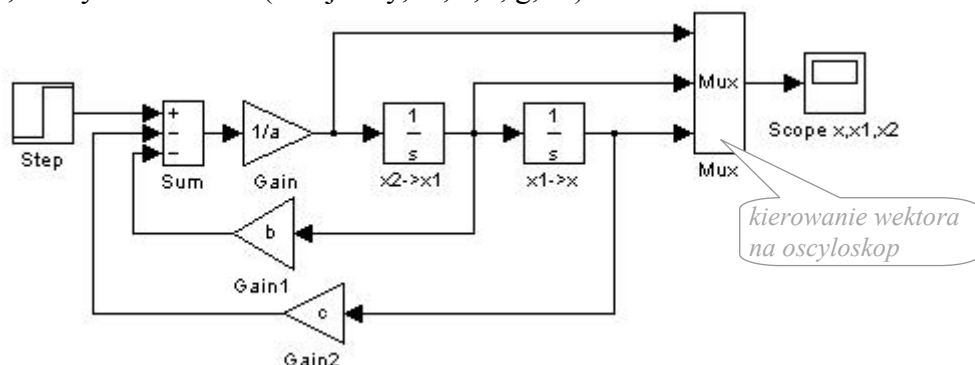 Mux
1/a
1
s
1
s
+
−
−
Step
Sum
Gain
x2->x1
x1->x
Mux
Scope x,x1,x2
b
Gain1
c
Gain2
kierowanie wektora
na oscyloskop